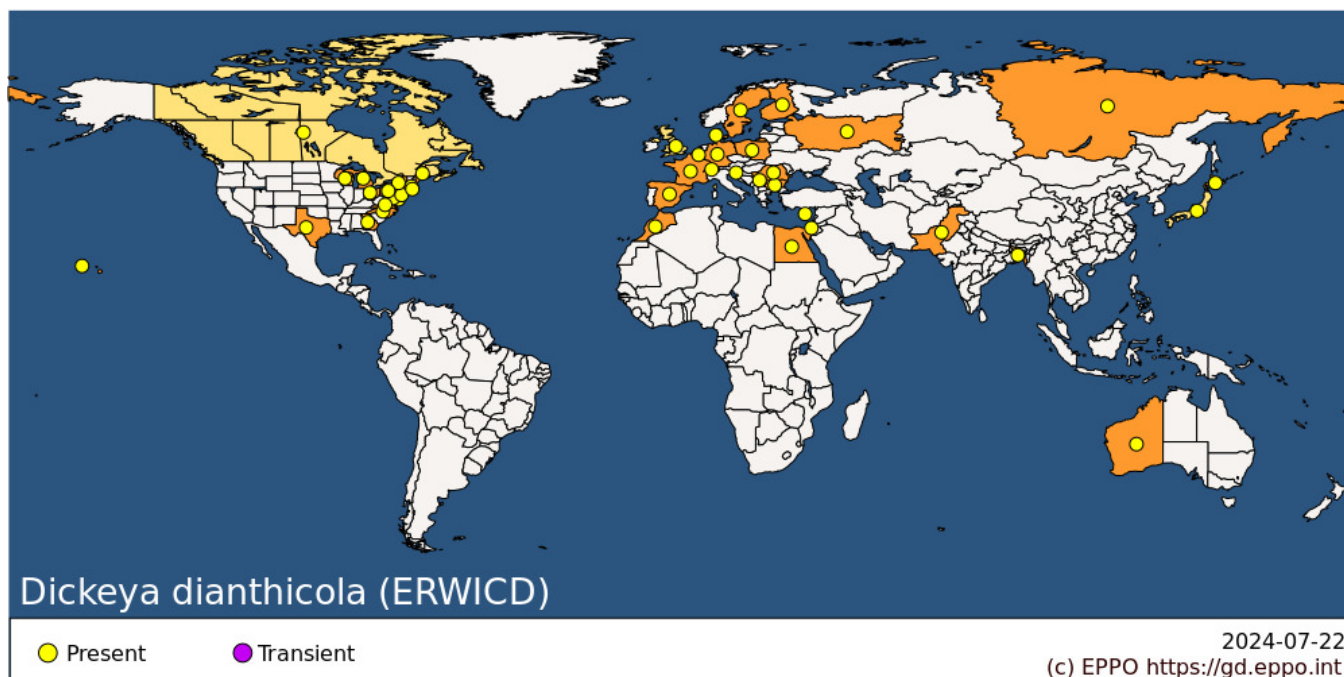 Dickeya dianthicola (ERWICD)
Present
Transient
2024-07-22
(c) EPPO https://gd.eppo.int